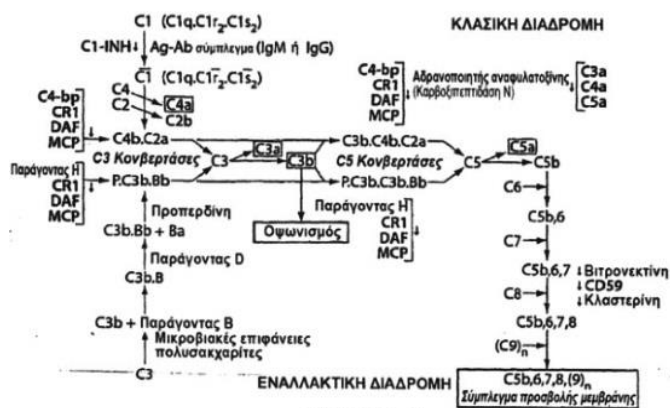 C1 (C1q,C1r₂,C1s₂)
ΚΛΑΣΙΚΗ ΔΙΑΔΡΟΜΗ
C1-INH↓ Ag-Ab σύμπλεγμα (IgM ή IgG)
C1̄ (C1q,C1r̄₂,C1s̄₂)
C4
C4a
C2
C2b
C4-bp
CR1
DAF
MCP
C4-bp
CR1
DAF
MCP
Αδρανοποιητής αναφυλατοξίνης
(Καρβοξιπεπτιδάση Ν)
C3a
C4a
C5a
C4b.C2a
C3 Κονβερτάσες
C3
C3a
C3b
C3b.C4b.C2a
C5 Κονβερτάσες
C5
C5a
C5b
Παράγοντας Η
CR1
DAF
MCP
P.C3b.Bb
P.C3b.C3b.Bb
Προπερδίνη
C3b.Bb + Ba
Παράγοντας D
C3b.B
C3b + Παράγοντας Β
Μικροβιακές επιφάνειες
πολυσακχαρίτες
C3
Οψωνισμός
Παράγοντας Η
CR1
DAF
MCP
C6
C5b,6
C7
C5b,6,7
↓ Βιτρονεκτίνη
↓ CD59
↓ Κλαστερίνη
C8
C5b,6,7,8
(C9)n
ΕΝΑΛΛΑΚΤΙΚΗ ΔΙΑΔΡΟΜΗ
C5b,6,7,8,(9)n
Σύμπλεγμα προσβολής μεμβράνης